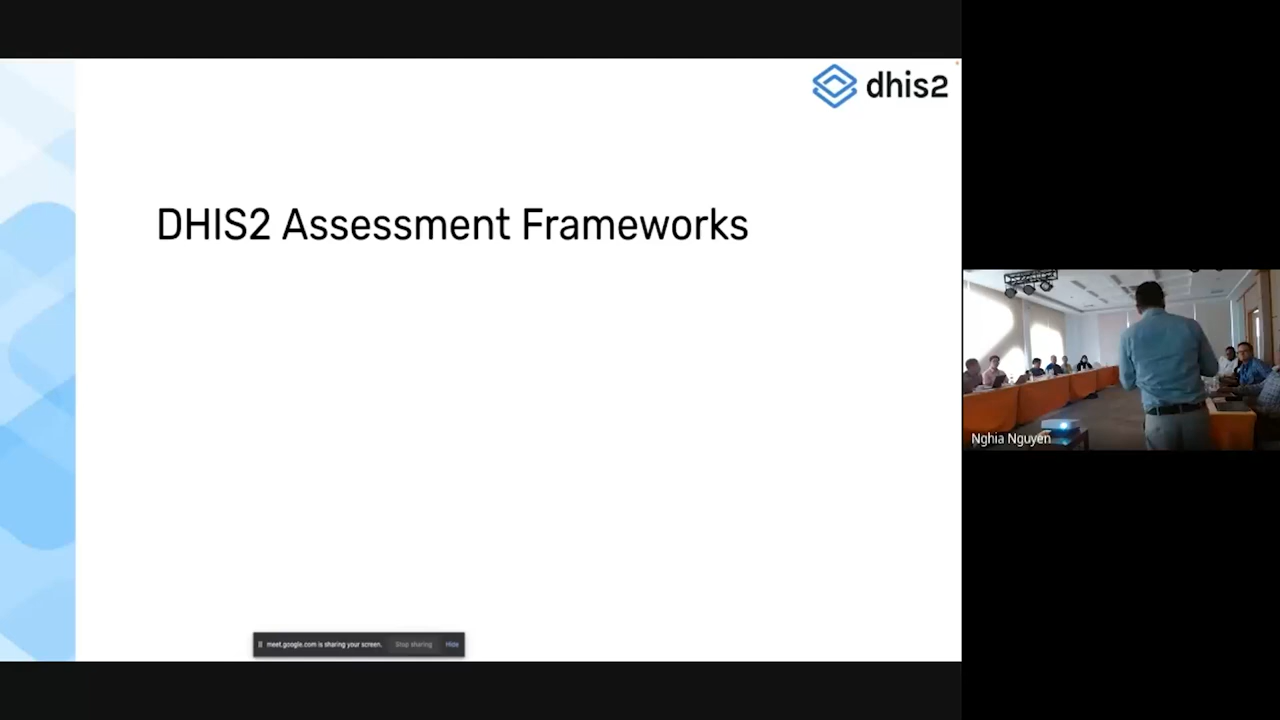 dhis2
DHIS2 Assessment Frameworks
meet.google.com is sharing your screen. Stop sharing Hide
Nghia Nguyen